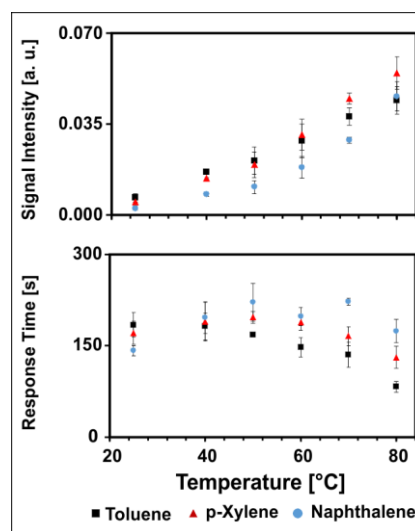 Signal Intensity [a. u.]
0.070
0.035
0.000
Response Time [s]
300
150
0
20 40 60 80
Temperature [°C]
Toluene p-Xylene Naphthalene